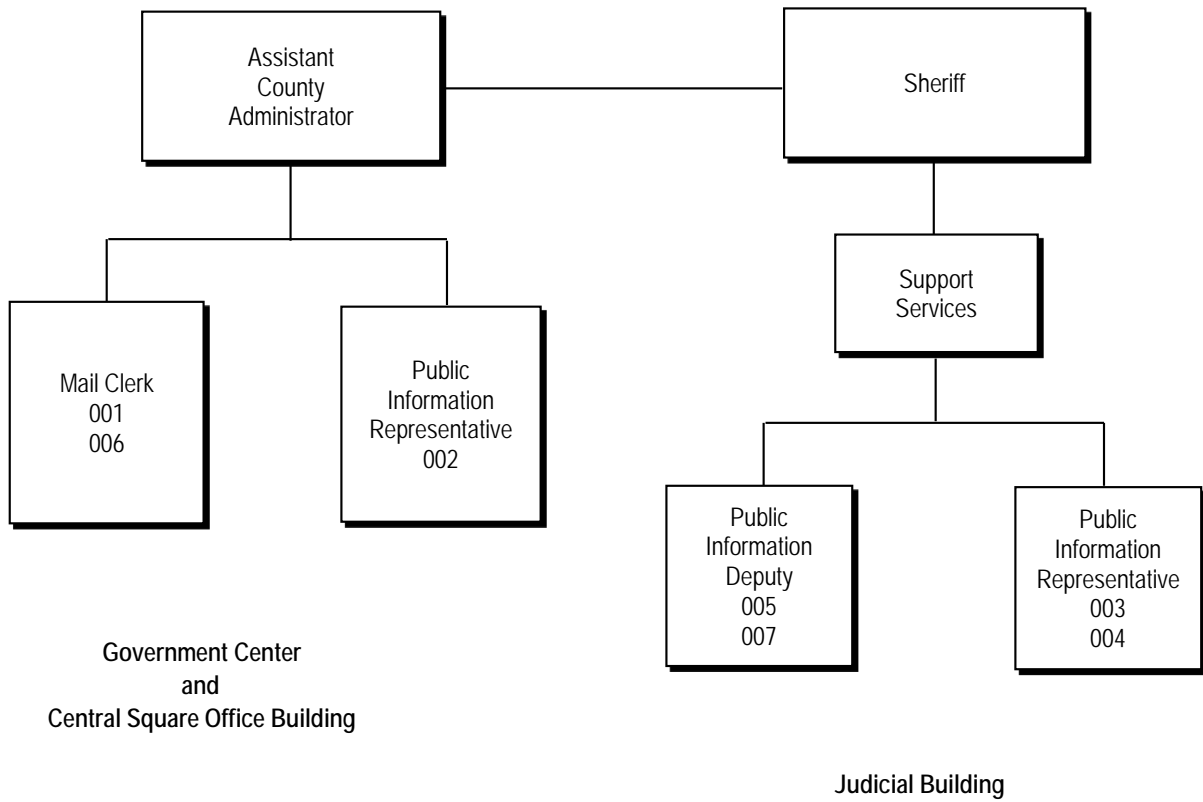 Assistant
County
Administrator
Sheriff
Support
Services
Mail Clerk
001
006
Public
Information
Representative
002
Public
Information
Deputy
005
007
Public
Information
Representative
003
004
Government Center
and
Central Square Office Building
Judicial Building